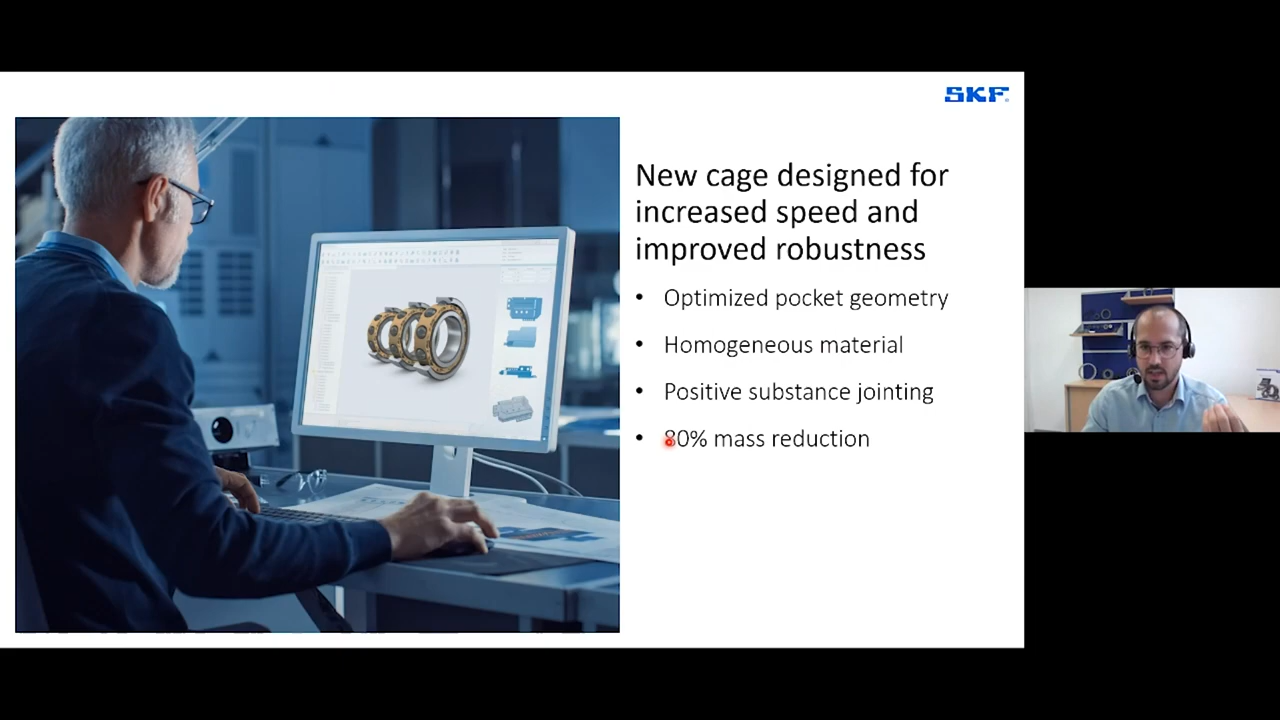 SKF
New cage designed for
increased speed and
improved robustness
• Optimized pocket geometry
• Homogeneous material
• Positive substance jointing
• 80% mass reduction